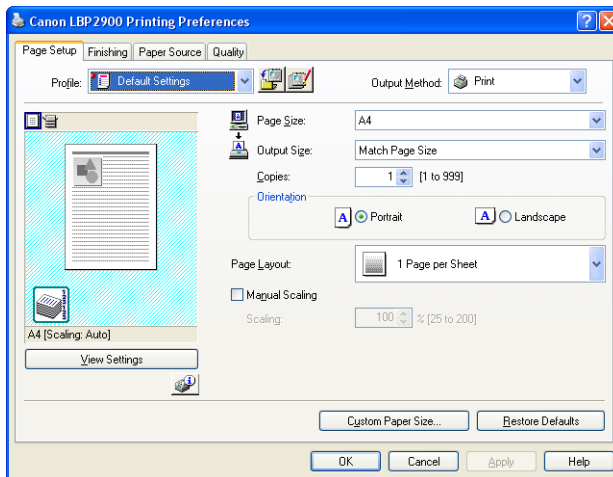 Canon LBP2900 Printing Preferences
Page Setup Finishing Paper Source Quality
Profile: Default Settings Output Method: Print
Page Size: A4
Output Size: Match Page Size
Copies: 1 [1 to 999]
Orientation
A Portrait A Landscape
Page Layout: 1 Page per Sheet
Manual Scaling
Scaling: 100 % [25 to 200]
A4 [Scaling: Auto]
View Settings
Custom Paper Size... Restore Defaults
OK Cancel Apply Help